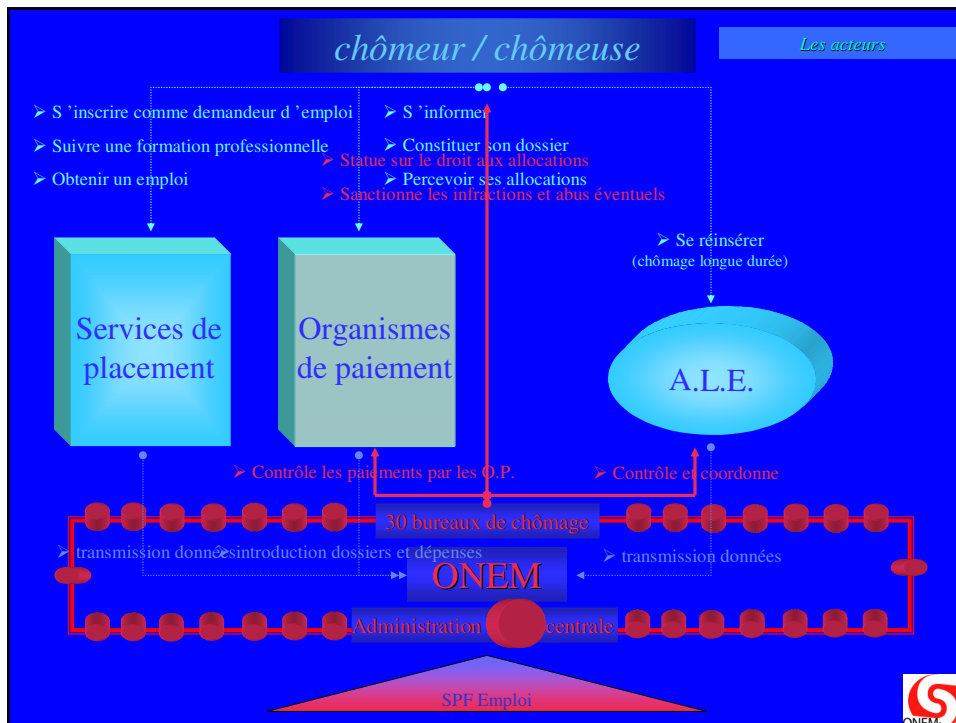 chômeur / chômeuse
Les acteurs
➢ S ’inscrire comme demandeur d ’emploi
➢ Suivre une formation professionnelle
➢ Obtenir un emploi
➢ S ’informer
➢ Constituer son dossier
➢ Percevoir ses allocations
➢ Statue sur le droit aux allocations
➢ Sanctionne les infractions et abus éventuels
➢ Se réinsérer
(chômage longue durée)
Services de
placement
Organismes
de paiement
A.L.E.
➢ Contrôle les paiements par les O.P.
➢ Contrôle et coordonne
30 bureaux de chômage
➢ transmission données
➢ introduction dossiers et dépenses
➢ transmission données
ONEM
Administration centrale
SPF Emploi
ONEM